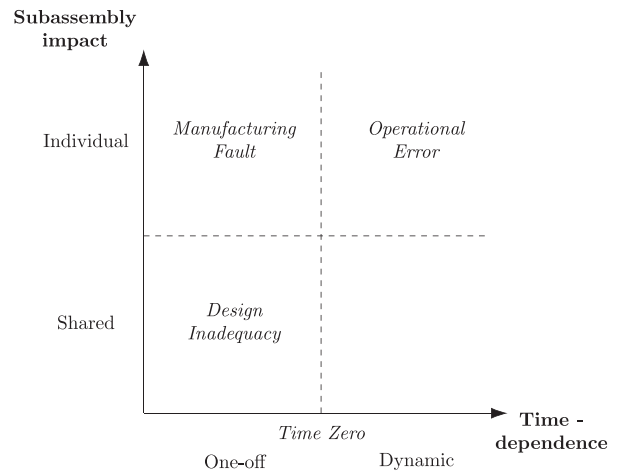 Subassembly
impact
Individual
Manufacturing
Fault
Operational
Error
Shared
Design
Inadequacy
Time Zero
Time -
dependence
One-off
Dynamic